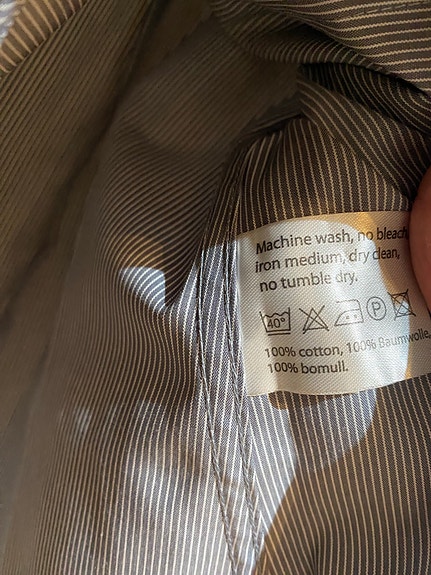 Machine wash, no bleach
iron medium, dry clean,
no tumble dry.
40°
P
100% cotton, 100% Baumwolle,
100% bomull.